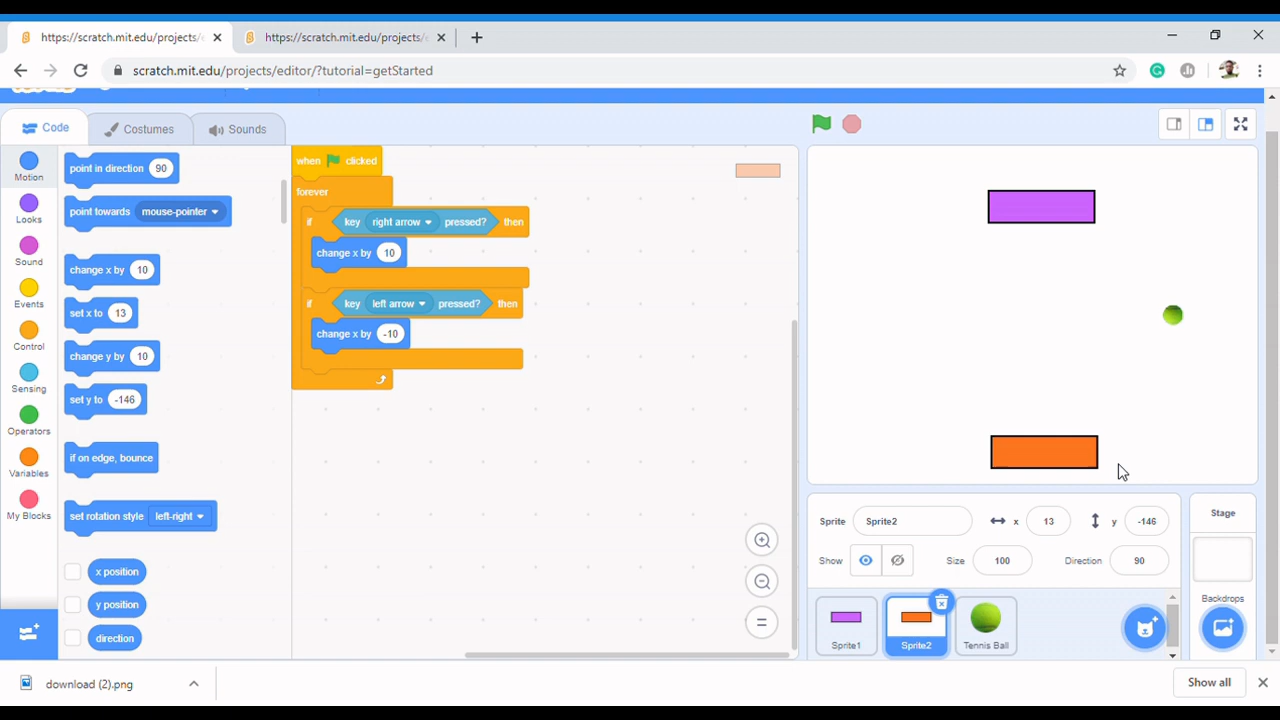 https://scratch.mit.edu/projects/e
https://scratch.mit.edu/projects/
scratch.mit.edu/projects/editor/?tutorial=getStarted
Code
Costumes
Sounds
Motion
Looks
Sound
Events
Control
Sensing
Operators
Variables
My Blocks
point in direction 90
point towards mouse-pointer
change x by 10
set x to 13
change y by 10
set y to -146
if on edge, bounce
set rotation style left-right
x position
y position
direction
when clicked
forever
if key right arrow pressed? then
change x by 10
if key left arrow pressed? then
change x by -10
Sprite Sprite2 x 13 y -146
Show Size 100 Direction 90
Sprite1
Sprite2
Tennis Ball
Stage
Backdrops
download (2).png
Show all